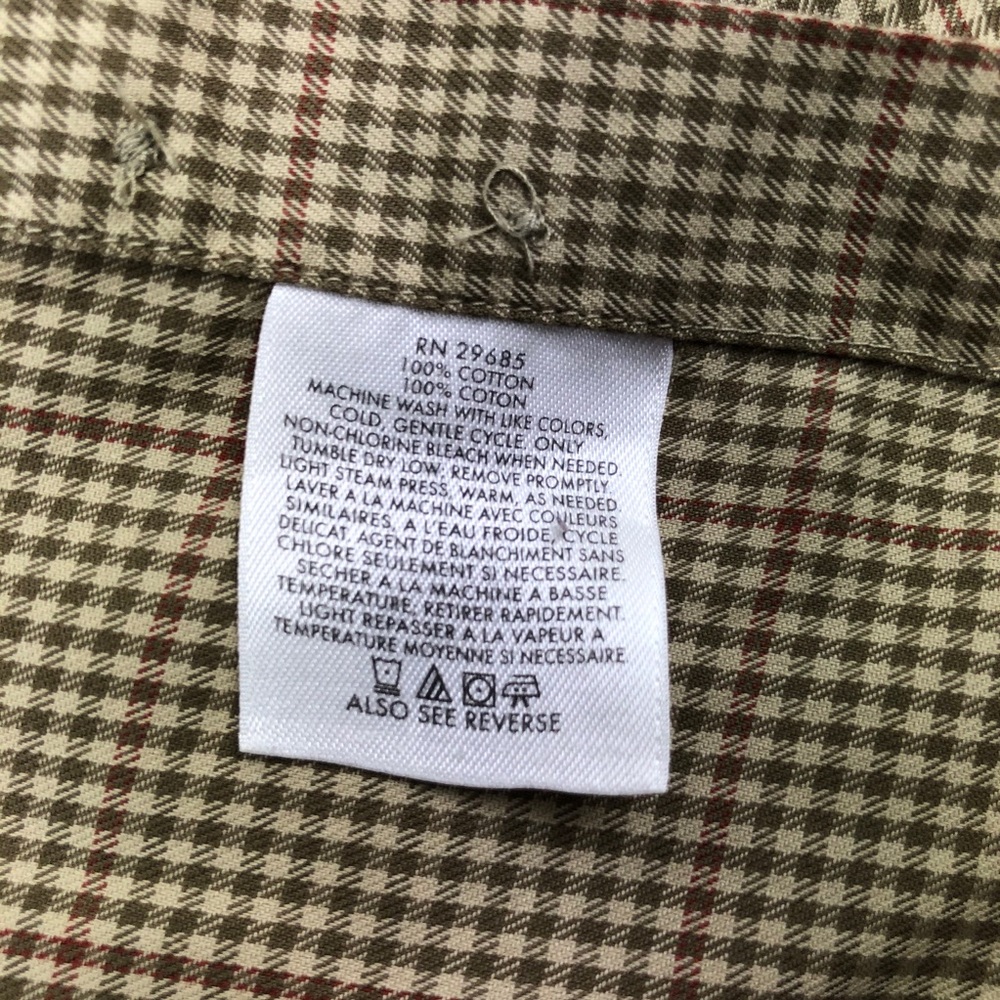 RN 29685
100% COTTON
100% COTON
MACHINE WASH WITH LIKE COLORS,
COLD, GENTLE CYCLE. ONLY
NON-CHLORINE BLEACH WHEN NEEDED.
TUMBLE DRY LOW. REMOVE PROMPTLY.
LIGHT STEAM PRESS, WARM, AS NEEDED.
LAVER A LA MACHINE AVEC COULEURS
SIMILAIRES, A L'EAU FROIDE, CYCLE
DELICAT. AGENT DE BLANCHIMENT SANS
CHLORE SEULEMENT SI NECESSAIRE.
SECHER A LA MACHINE A BASSE
TEMPERATURE, RETIRER RAPIDEMENT.
LIGHT REPASSER A LA VAPEUR A
TEMPERATURE MOYENNE SI NECESSAIRE.
ALSO SEE REVERSE